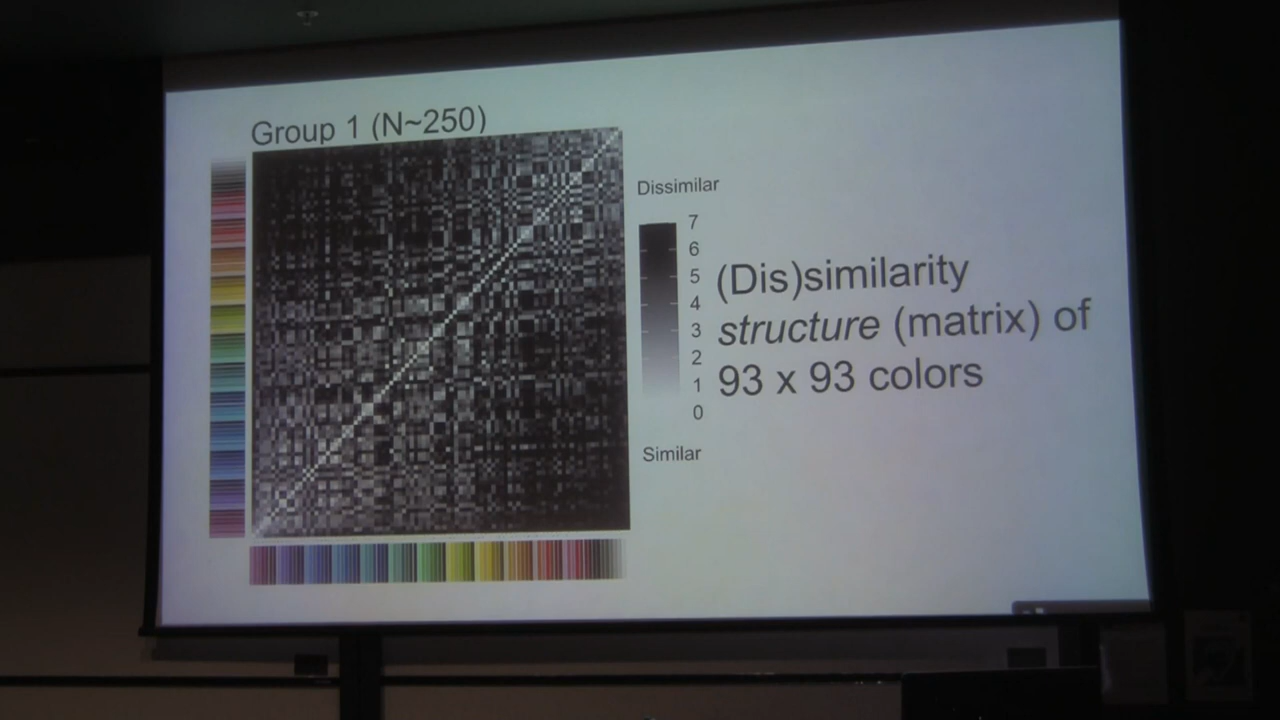 Group 1 (N~250)
Dissimilar
7
6
5
4
3
2
1
0
Similar
(Dis)similarity
structure (matrix) of
93 x 93 colors